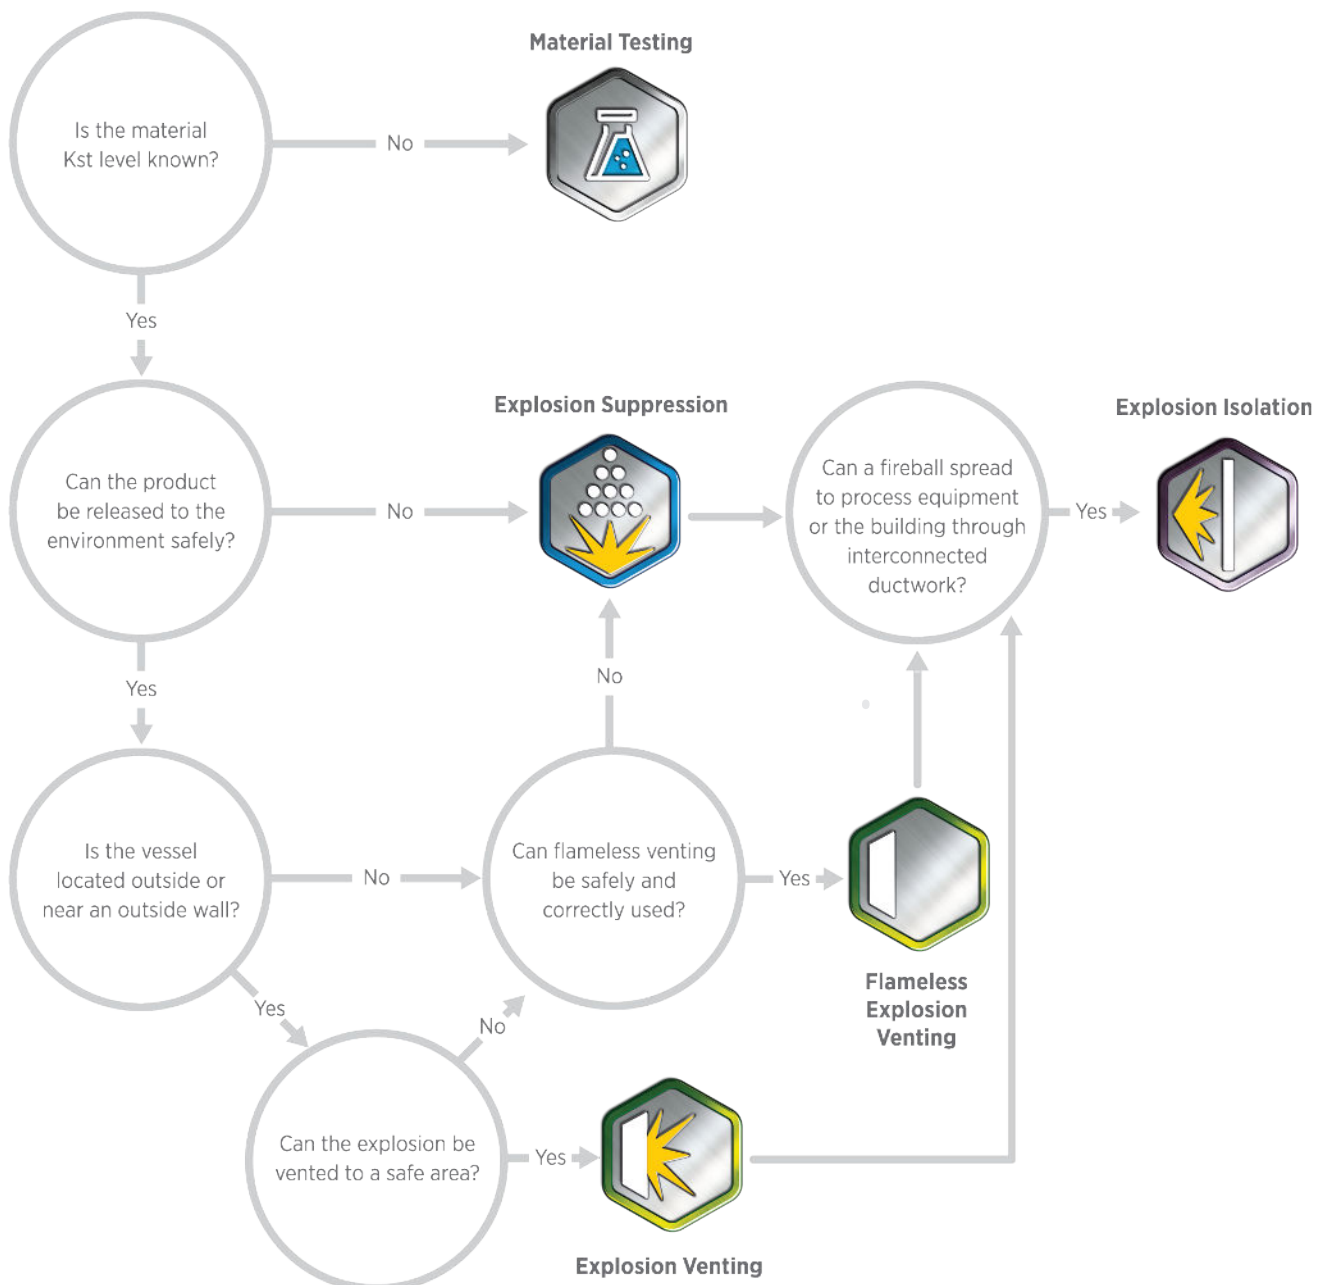 Material Testing
Is the material
Kst level known?
No
Yes
Explosion Suppression
Explosion Isolation
Can the product
be released to the
environment safely?
No
Can a fireball spread
to process equipment
or the building through
interconnected
ductwork?
Yes
Yes
No
Is the vessel
located outside or
near an outside wall?
No
Can flameless venting
be safely and
correctly used?
Yes
Flameless
Explosion
Venting
Yes
No
Can the explosion be
vented to a safe area?
Yes
Explosion Venting